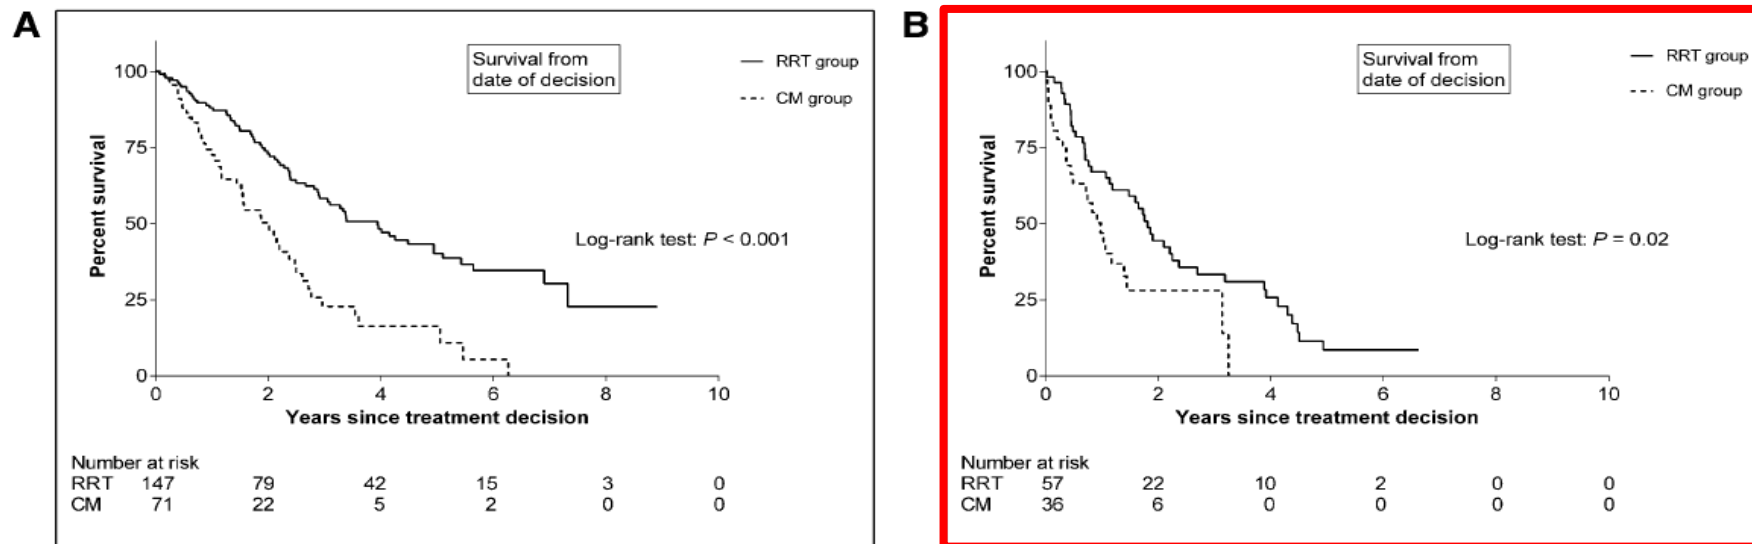 A
Survival from
date of decision
RRT group
CM group
100
75
50
25
0
Percent survival
Log-rank test: P < 0.001
0 2 4 6 8 10
Years since treatment decision
Number at risk
RRT 147 79 42 15 3 0
CM 71 22 5 2 0 0
B
Survival from
date of decision
RRT group
CM group
100
75
50
25
0
Percent survival
Log-rank test: P = 0.02
0 2 4 6 8 10
Years since treatment decision
Number at risk
RRT 57 22 10 2 0 0
CM 36 6 0 0 0 0